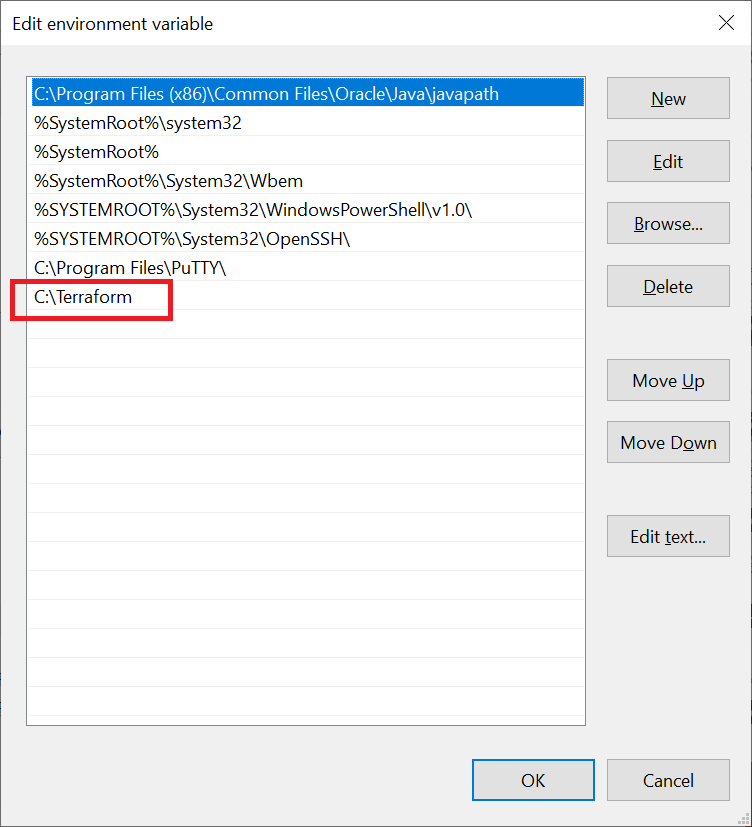 Edit environment variable
C:\Program Files (x86)\Common Files\Oracle\Java\javapath
%SystemRoot%\system32
%SystemRoot%
%SystemRoot%\System32\Wbem
%SYSTEMROOT%\System32\WindowsPowerShell\v1.0\
%SYSTEMROOT%\System32\OpenSSH\
C:\Program Files\PuTTY\
C:\Terraform
New
Edit
Browse...
Delete
Move Up
Move Down
Edit text...
OK
Cancel